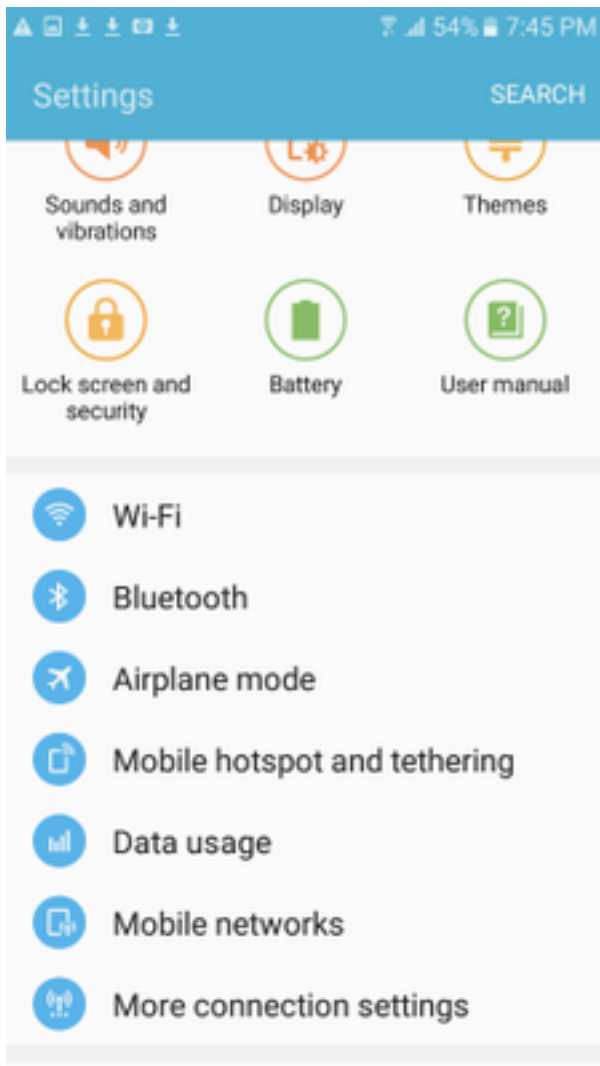 54% 7:45 PM
Settings SEARCH
Sounds and vibrations
Display
Themes
Lock screen and security
Battery
? User manual
Wi-Fi
Bluetooth
Airplane mode
Mobile hotspot and tethering
Data usage
Mobile networks
More connection settings